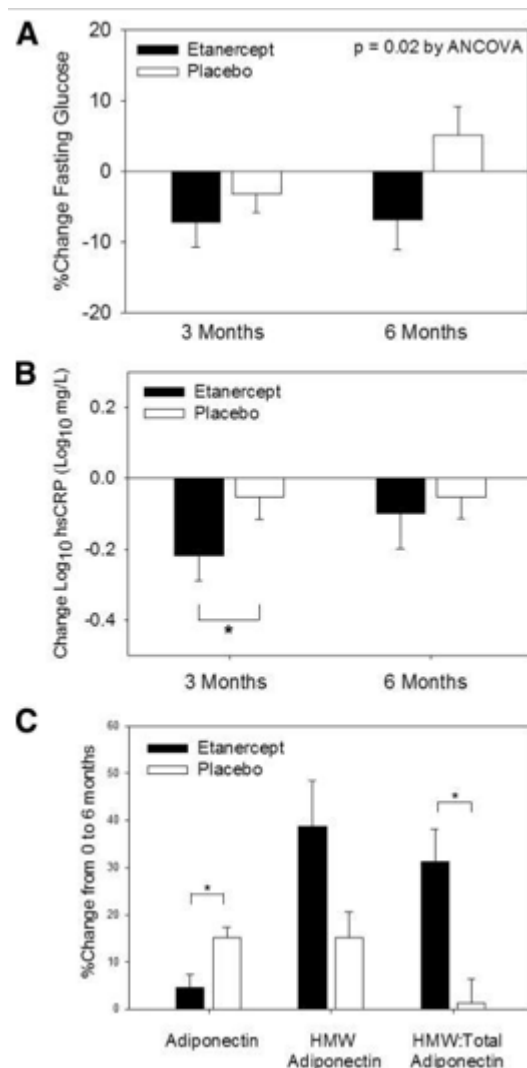 A
Etanercept
Placebo
p = 0.02 by ANCOVA
%Change Fasting Glucose
20
10
0
-10
-20
3 Months
6 Months
B
Etanercept
Placebo
Change Log10 hsCRP (Log10 mg/L)
0.2
0.0
-0.2
-0.4
*
3 Months
6 Months
C
Etanercept
Placebo
%Change from 0 to 6 months
60
50
40
30
20
10
0
*
*
Adiponectin
HMW
Adiponectin
HMW:Total
Adiponectin